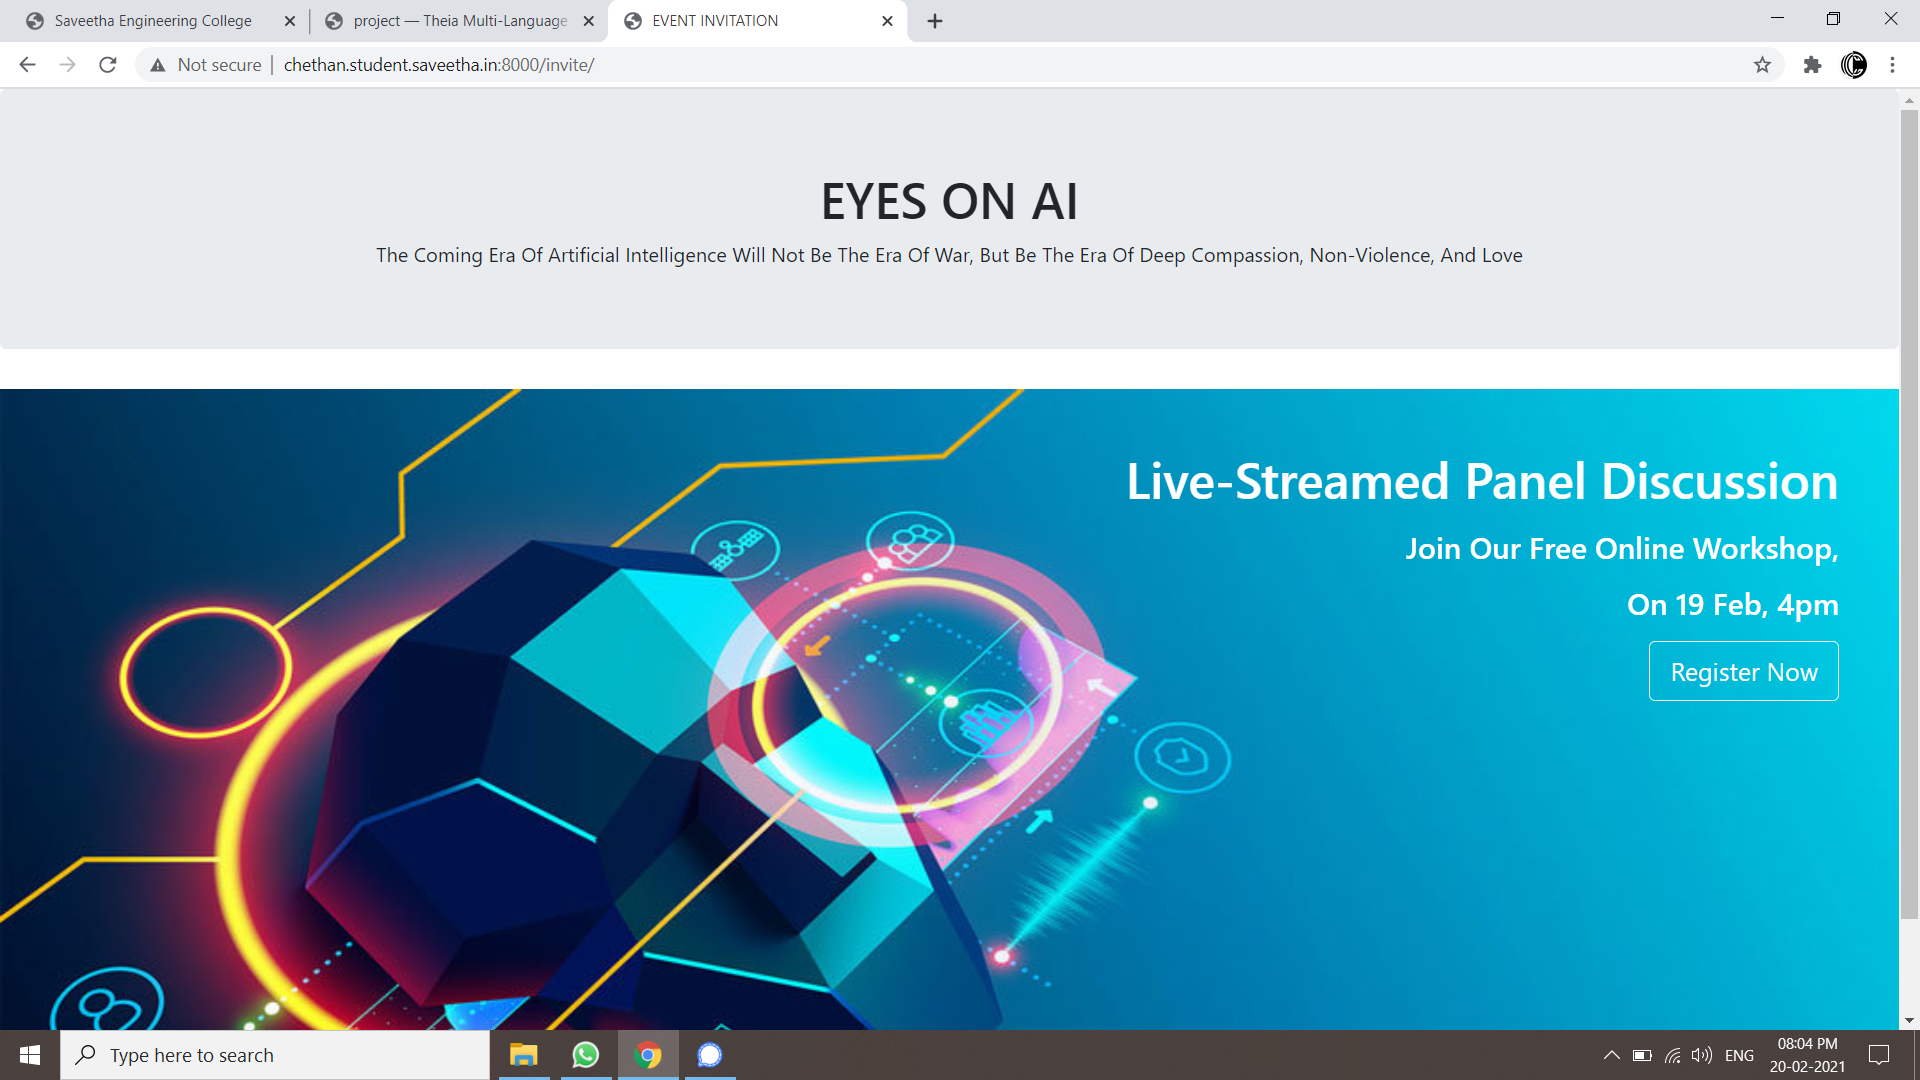 Saveetha Engineering College
project — Theia Multi-Language
EVENT INVITATION
Not secure
chethan.student.saveetha.in:8000/invite/
EYES ON AI
The Coming Era Of Artificial Intelligence Will Not Be The Era Of War, But Be The Era Of Deep Compassion, Non-Violence, And Love
Live-Streamed Panel Discussion
Join Our Free Online Workshop,
On 19 Feb, 4pm
Register Now
Type here to search
ENG
08:04 PM
20-02-2021